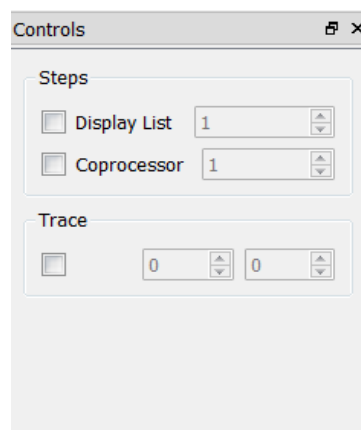 Controls
Steps
Display List 1
Coprocessor 1
Trace
0 0